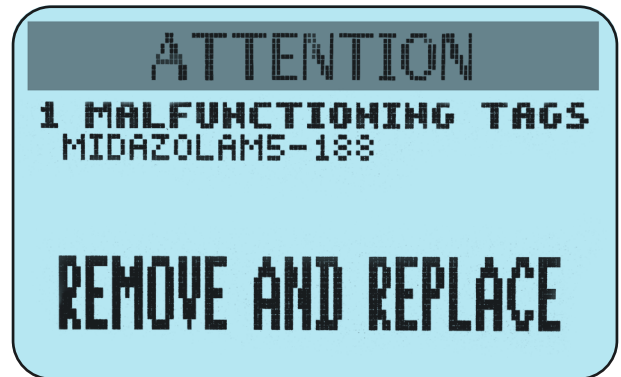 ATTENTION
1 MALFUNCTIONING TAGS
MIDAZOLAM5-188
REMOVE AND REPLACE